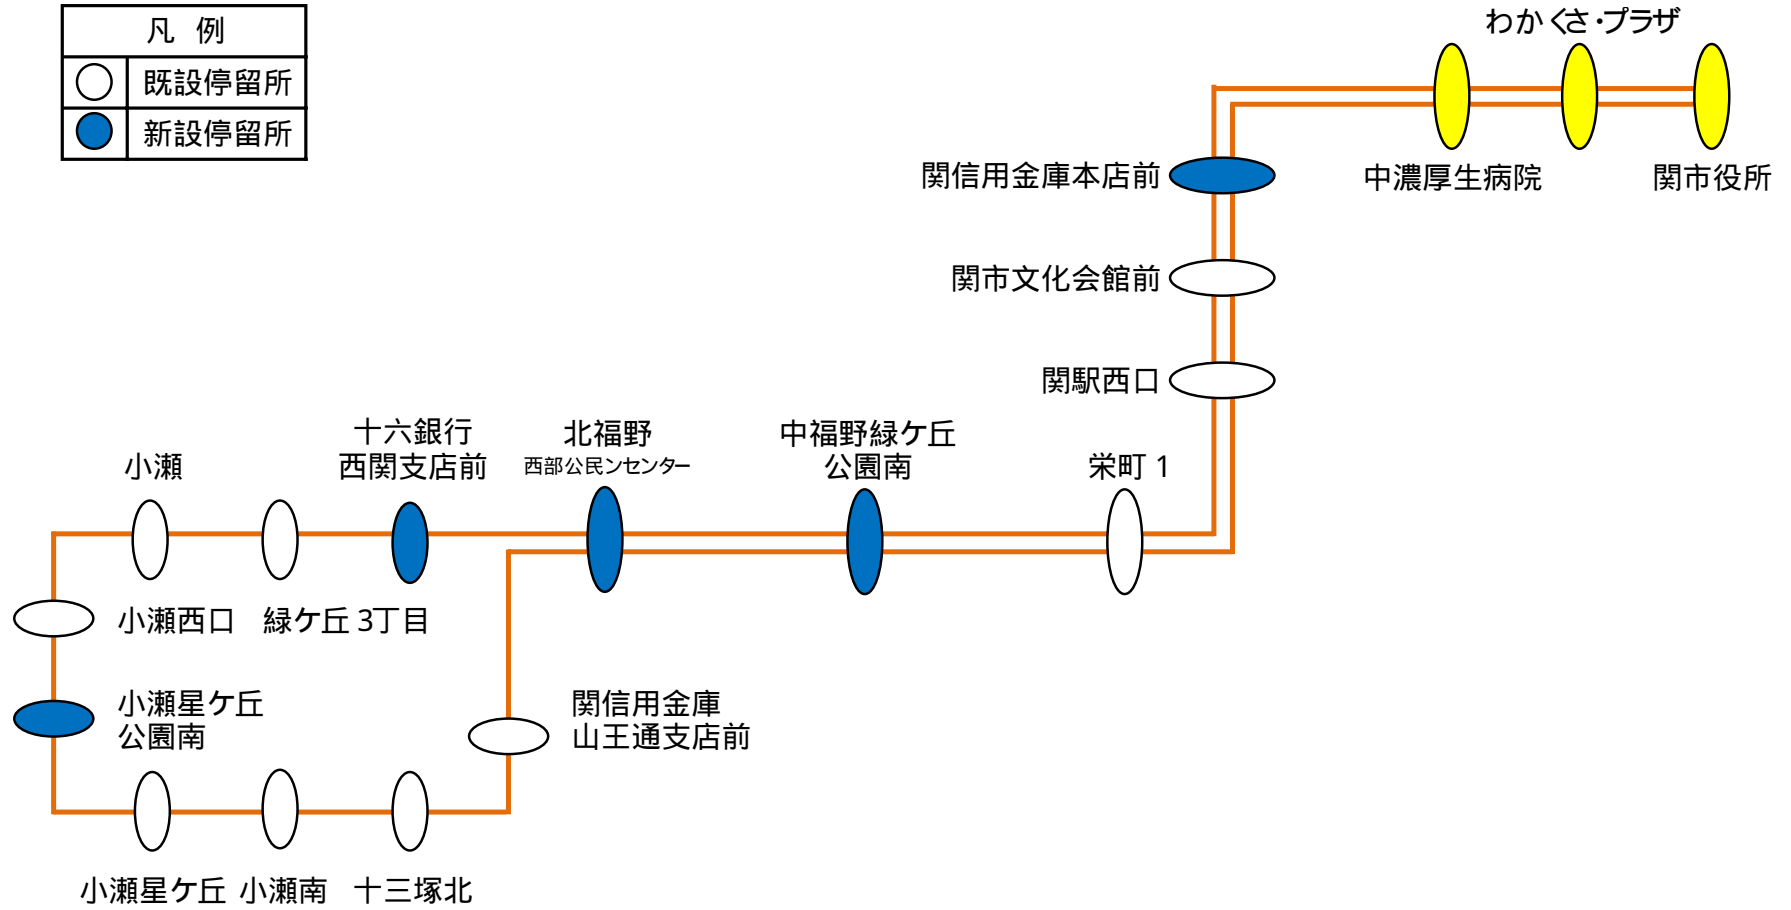 凡 例
既設停留所
新設停留所
わかくさ・プラザ
関信用金庫本店前
中濃厚生病院
関市役所
関市文化会館前
関駅西口
小瀬
十六銀行
西関支店前
北福野
西部公民ンセンター
中福野緑ケ丘
公園南
栄町 1
小瀬西口
緑ケ丘 3丁目
小瀬星ケ丘
公園南
関信用金庫
山王通支店前
小瀬星ケ丘
小瀬南
十三塚北